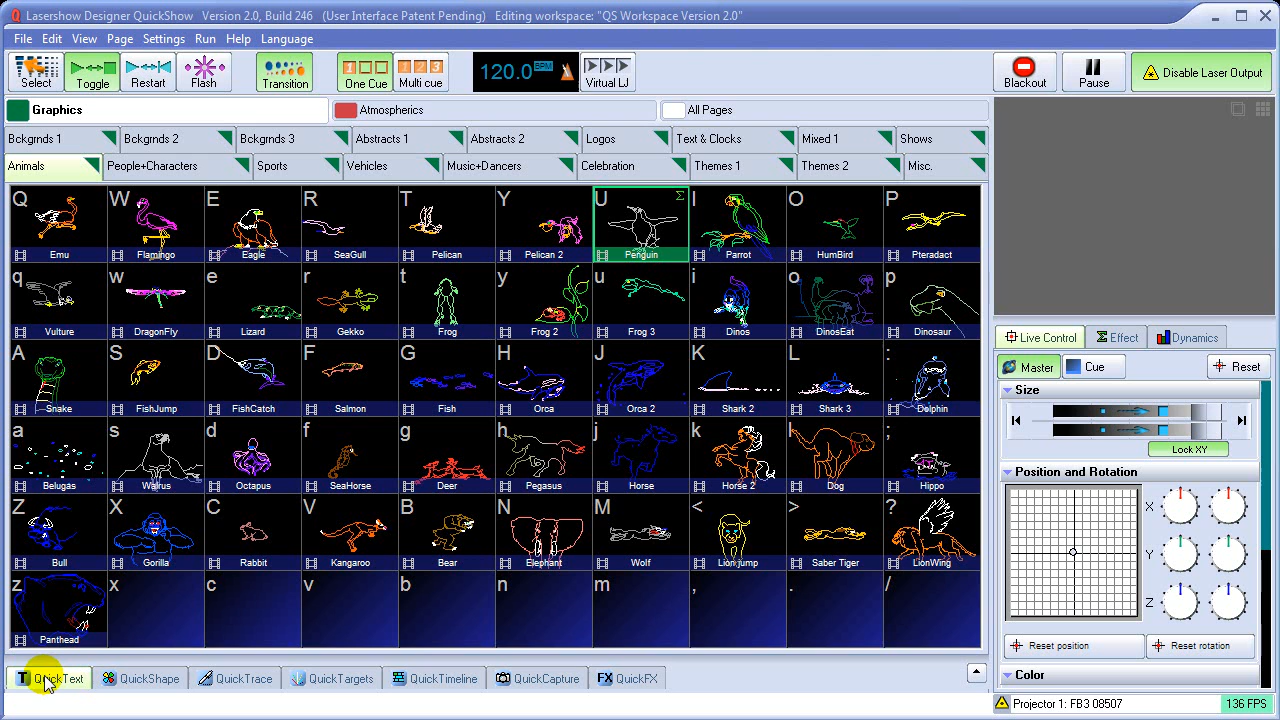 Lasershow Designer QuickShow Version 2.0, Build 246 (User Interface Patent Pending) Editing workspace: "QS Workspace Version 2.0"
File Edit View Page Settings Run Help Language
Select Toggle Restart Flash Transition One Cue Multi cue 120.0 BPM Virtual LJ Blackout Pause Disable Laser Output
Graphics Atmospherics All Pages
Bckgrnds 1 Bckgrnds 2 Bckgrnds 3 Abstracts 1 Abstracts 2 Logos Text & Clocks Mixed 1 Shows
Animals People+Characters Sports Vehicles Music+Dancers Celebration Themes 1 Themes 2 Misc.
Q W E R T Y U I O P
Emu Flamingo Eagle SeaGull Pelican Pelican 2 Penguin Parrot HumBird Pteradact
q w e r t y u i o p
Vulture DragonFly Lizard Gekko Frog Frog 2 Frog 3 Dinos DinosEat Dinosaur
A S D F G H J K L :
Snake FishJump FishCatch Salmon Fish Orca Orca 2 Shark 2 Shark 3 Dolphin
a s d f g h j k l ;
Belugas Walrus Octapus SeaHorse Deer Pegasus Horse Horse 2 Dog Hippo
Z X C V B N M < > ?
Bull Gorilla Rabbit Kangaroo Bear Elephant Wolf Lion jump Saber Tiger LionWing
z x c v b n m , . /
Panthead
QuickText QuickShape QuickTrace QuickTargets QuickTimeline QuickCapture FX QuickFX
Live Control Effect Dynamics
Master Cue Reset
Size
Lock XY
Position and Rotation
X
Y
Z
Reset position Reset rotation
Color
Projector 1: FB3 08507 136 FPS